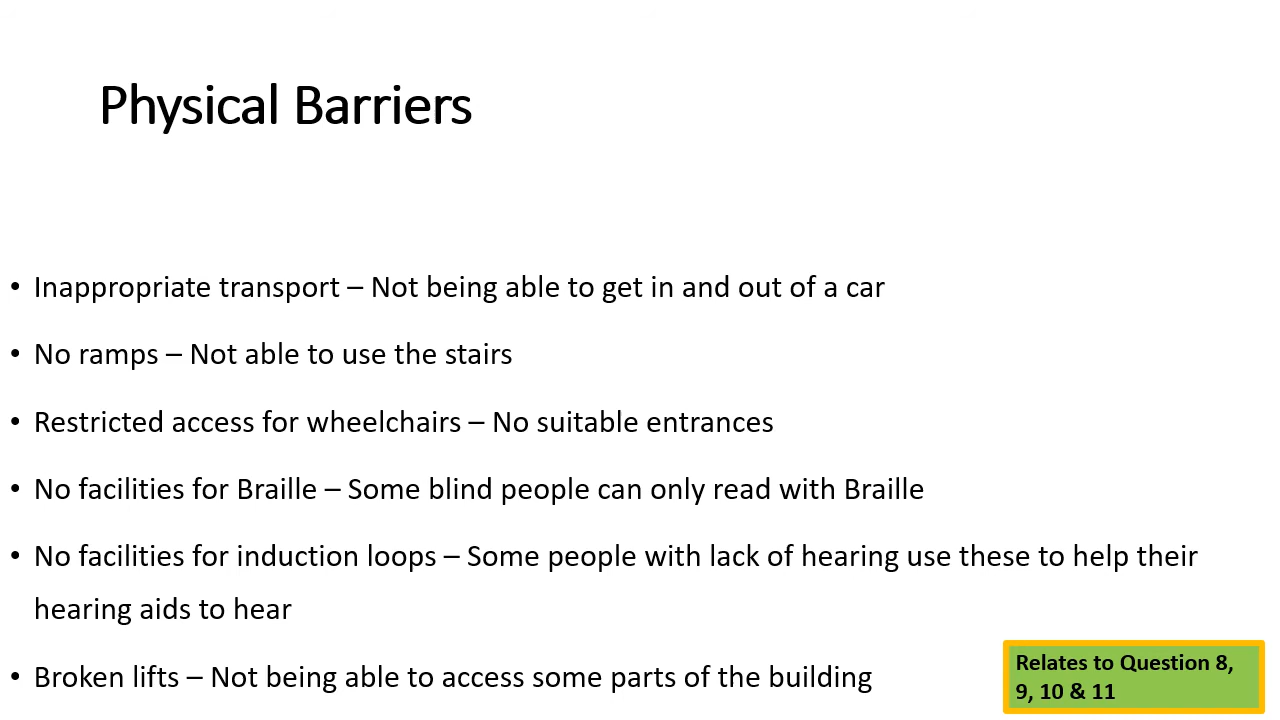 Physical Barriers
• Inappropriate transport – Not being able to get in and out of a car
• No ramps – Not able to use the stairs
• Restricted access for wheelchairs – No suitable entrances
• No facilities for Braille – Some blind people can only read with Braille
• No facilities for induction loops – Some people with lack of hearing use these to help their
hearing aids to hear
• Broken lifts – Not being able to access some parts of the building
Relates to Question 8,
9, 10 & 11